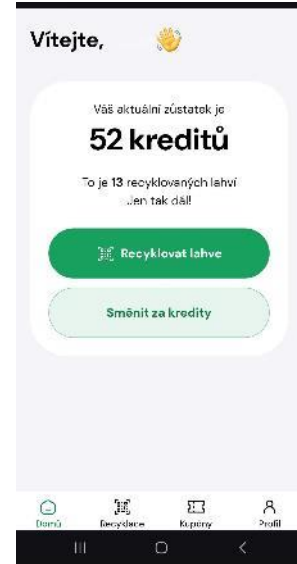 Vítejte,
Váš aktuální zůstatek je
52 kreditů
To je 13 recyklovaných lahví
Jen tak dál!
Recyklovat lahve
Směnit za kredity
Domů
Recyklace
Kupóny
Profil